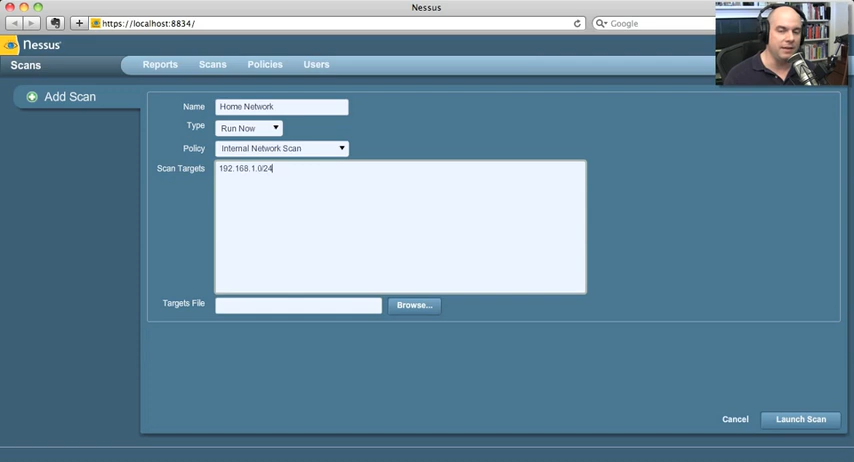 Nessus
https://localhost:8834/
Google
Nessus
Scans
Reports
Scans
Policies
Users
Add Scan
Name
Home Network
Type
Run Now
Policy
Internal Network Scan
Scan Targets
192.168.1.0/24
Targets File
Browse...
Cancel
Launch Scan